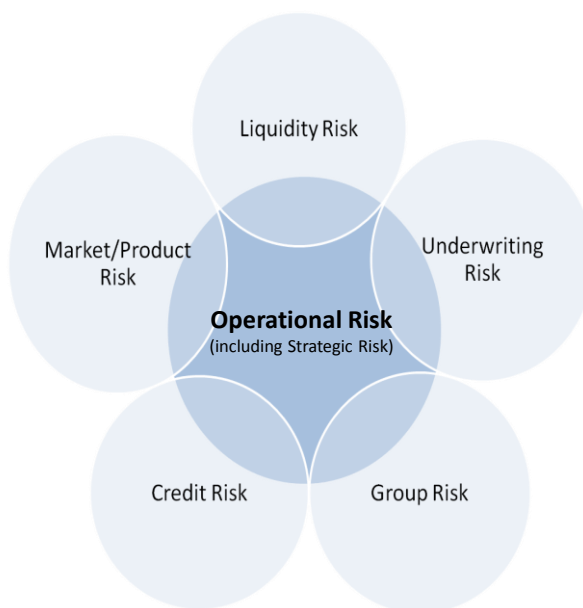 Liquidity Risk
Market/Product
Risk
Underwriting
Risk
Operational Risk
(including Strategic Risk)
Credit Risk
Group Risk